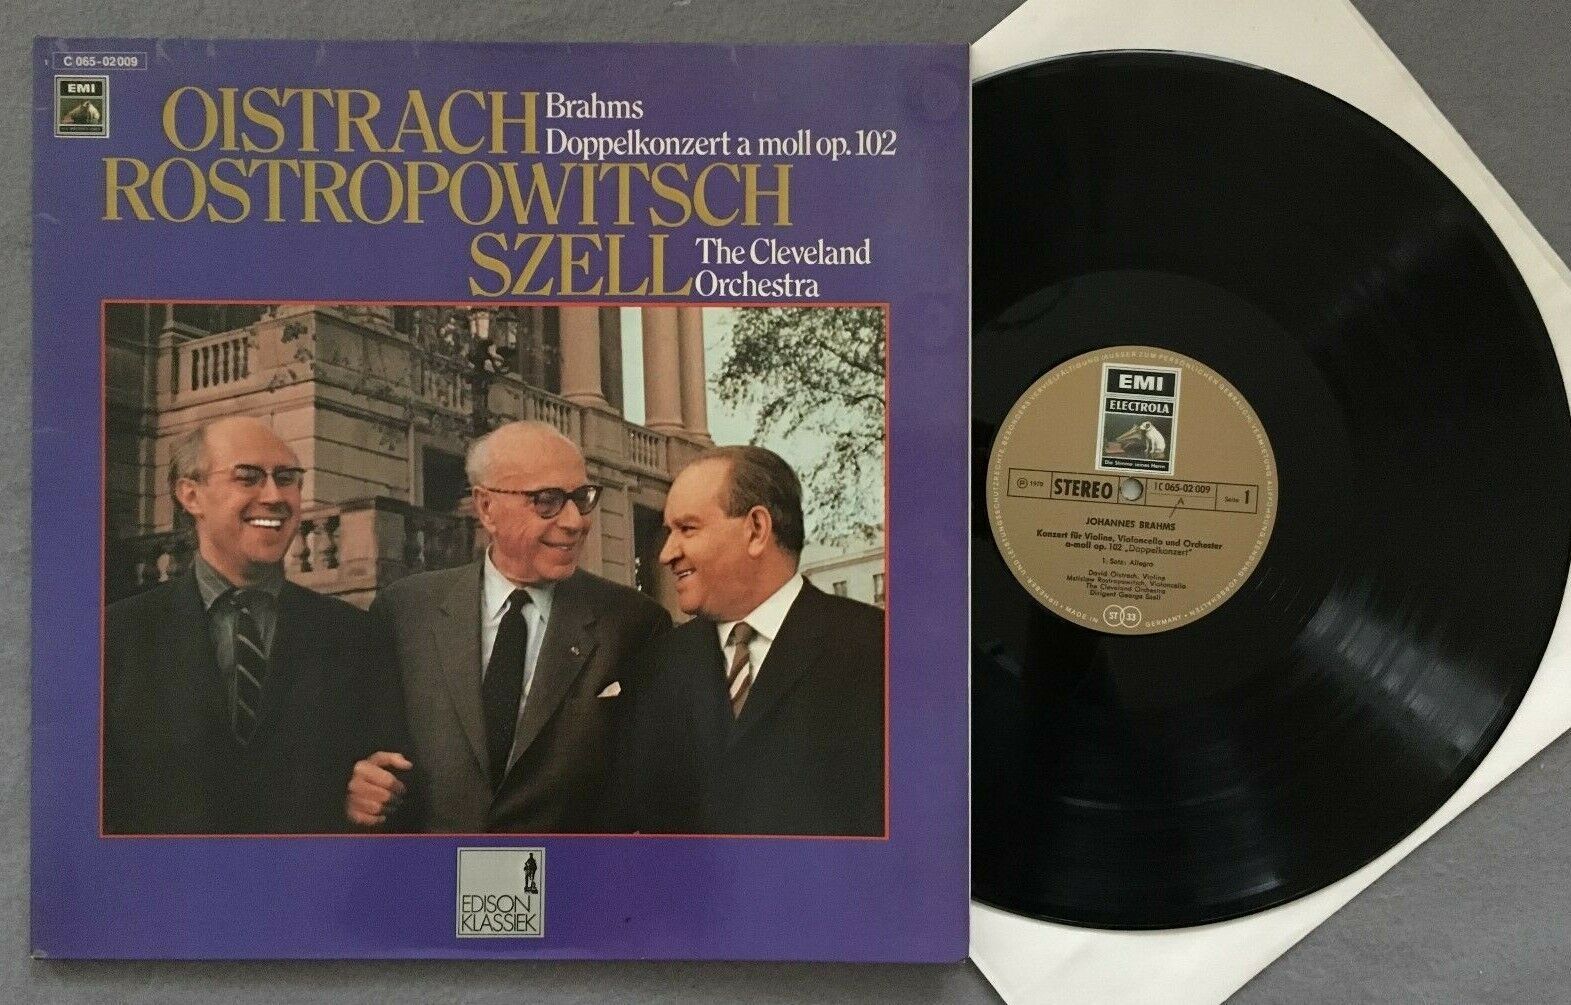 C 065-02009
EMI
OISTRACH
Brahms
Doppelkonzert a moll op. 102
ROSTROPOWITSCH
SZELL
The Cleveland
Orchestra
EDISON
KLASSIEK
EMI
ELECTROLA
Die Stimme seines Herrn
Ⓟ 1970
STEREO
1C 065-02 009
A
Seite 1
JOHANNES BRAHMS
Konzert für Violine, Violoncello und Orchester
a-moll op. 102 „Doppelkonzert"
1. Satz: Allegro
David Oistrach, Violine
Mstislaw Rostropowitsch, Violoncello
The Cleveland Orchestra
Dirigent George Szell
ST 33
MADE IN GERMANY